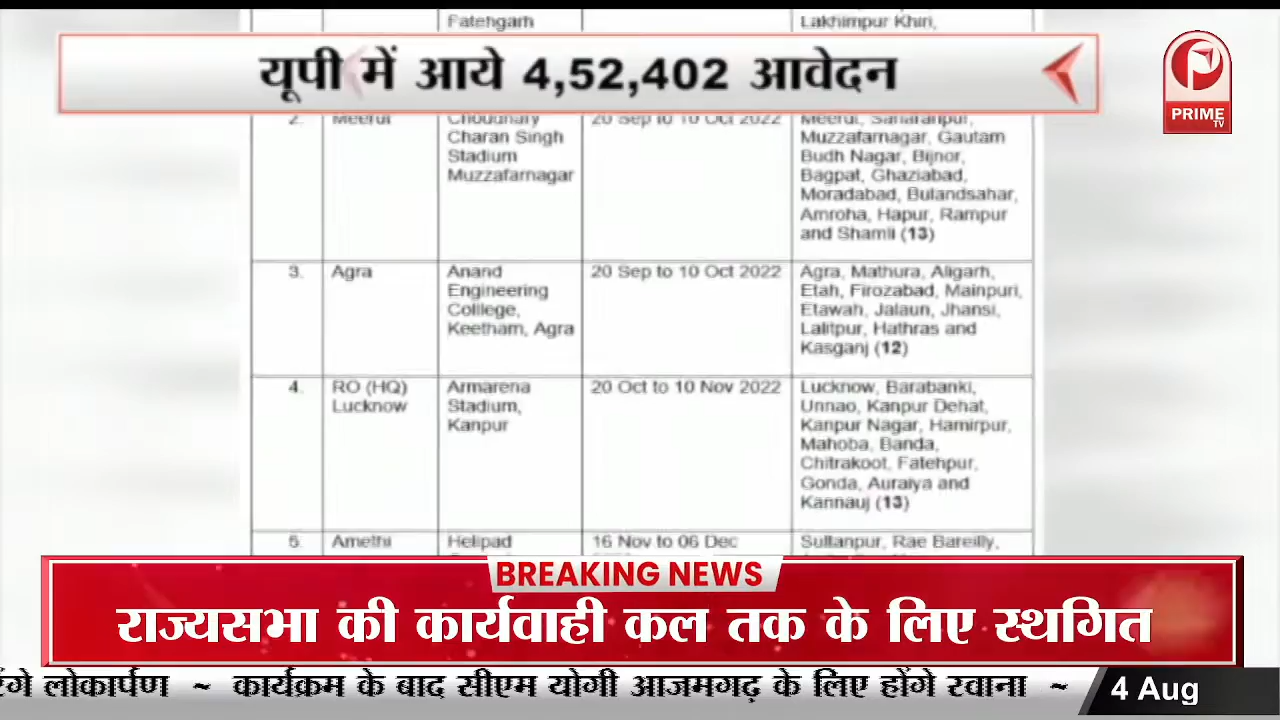 Fatehgarh
Lakhimpur Khiri,
यूपी में आये 4,52,402 आवेदन
PRIME
TV
2. Meerut Choudhary 20 Sep to 10 Oct 2022 Meerut, Saharanpur,
Charan Singh Muzzafarnagar, Gautam
Stadium Budh Nagar, Bijnor,
Muzzafarnagar Bagpat, Ghaziabad,
Moradabad, Bulandsahar,
Amroha, Hapur, Rampur
and Shamli (13)
3. Agra Anand 20 Sep to 10 Oct 2022 Agra, Mathura, Aligarh,
Engineering Etah, Firozabad, Mainpuri,
Colllege, Etawah, Jalaun, Jhansi,
Keetham, Agra Lalitpur, Hathras and
Kasganj (12)
4. RO (HQ) Armarena 20 Oct to 10 Nov 2022 Lucknow, Barabanki,
Lucknow Stadium, Unnao, Kanpur Dehat,
Kanpur Kanpur Nagar, Hamirpur,
Mahoba, Banda,
Chitrakoot, Fatehpur,
Gonda, Auraiya and
Kannauj (13)
5. Amethi Helipad 16 Nov to 06 Dec Sultanpur, Rae Bareilly,
BREAKING NEWS
राज्यसभा की कार्यवाही कल तक के लिए स्थगित
लोकार्पण ~ कार्यक्रम के बाद सीएम योगी आजमगढ़ के लिए होंगे रवाना ~ 4 Aug